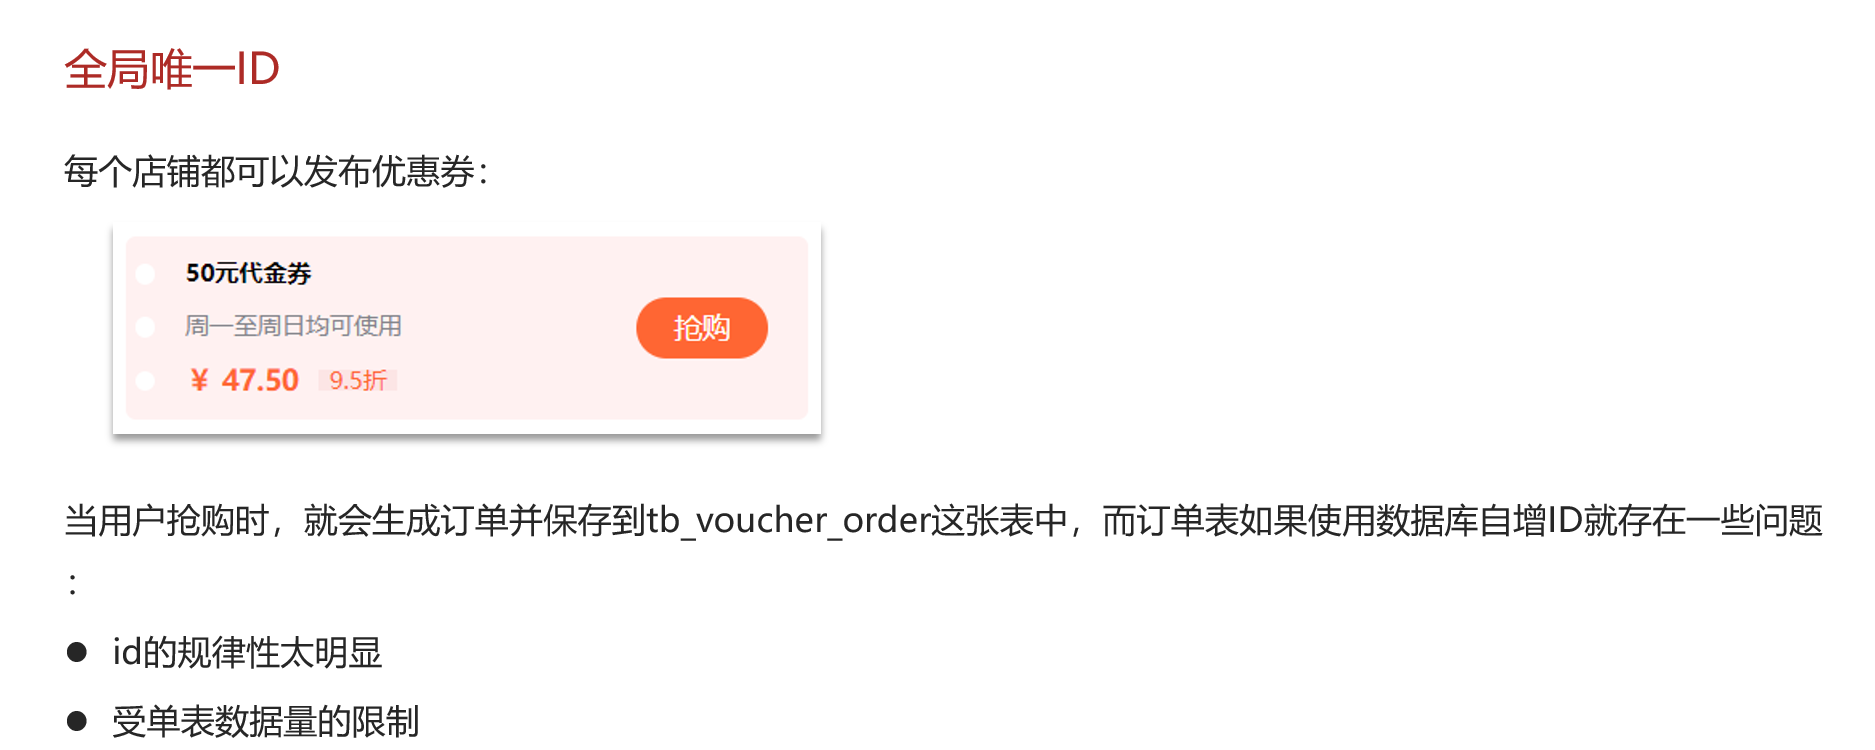 全局唯一ID
每个店铺都可以发布优惠券：
50元代金券
周一至周日均可使用
抢购
¥ 47.50 9.5折
当用户抢购时，就会生成订单并保存到tb_voucher_order这张表中，而订单表如果使用数据库自增ID就存在一些问题
：
● id的规律性太明显
● 受单表数据量的限制